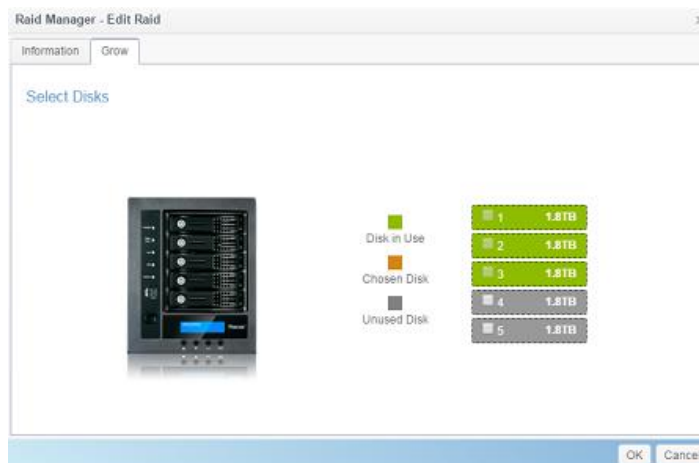 Raid Manager - Edit Raid
Information
Grow
Select Disks
Disk in Use
Chosen Disk
Unused Disk
1 1.8TB
2 1.8TB
3 1.8TB
4 1.8TB
5 1.8TB
OK
Cance